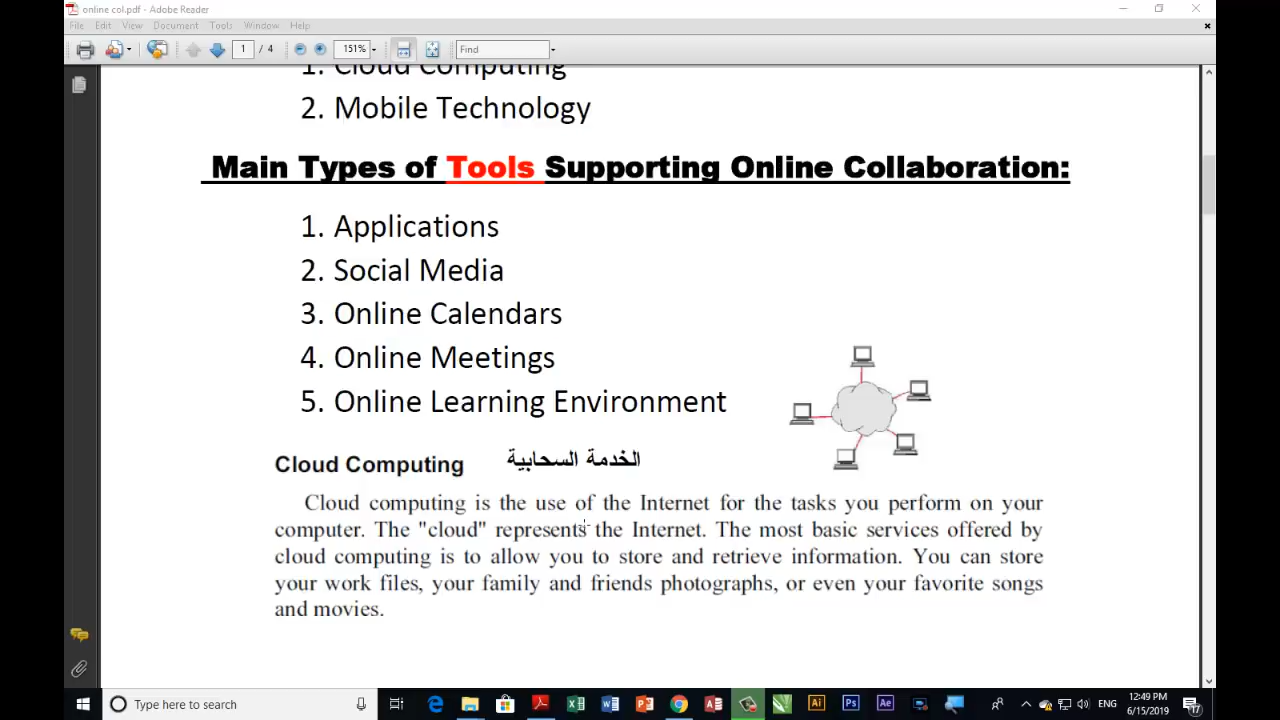 online col.pdf - Adobe Reader
File Edit View Document Tools Window Help
1 / 4 151% Find
1. Cloud Computing
2. Mobile Technology
Main Types of Tools Supporting Online Collaboration:
1. Applications
2. Social Media
3. Online Calendars
4. Online Meetings
5. Online Learning Environment
Cloud Computing الخدمة السحابية
Cloud computing is the use of the Internet for the tasks you perform on your
computer. The "cloud" represents the Internet. The most basic services offered by
cloud computing is to allow you to store and retrieve information. You can store
your work files, your family and friends photographs, or even your favorite songs
and movies.
Type here to search
Ai Ps Ae
ENG
12:49 PM
6/15/2019
17